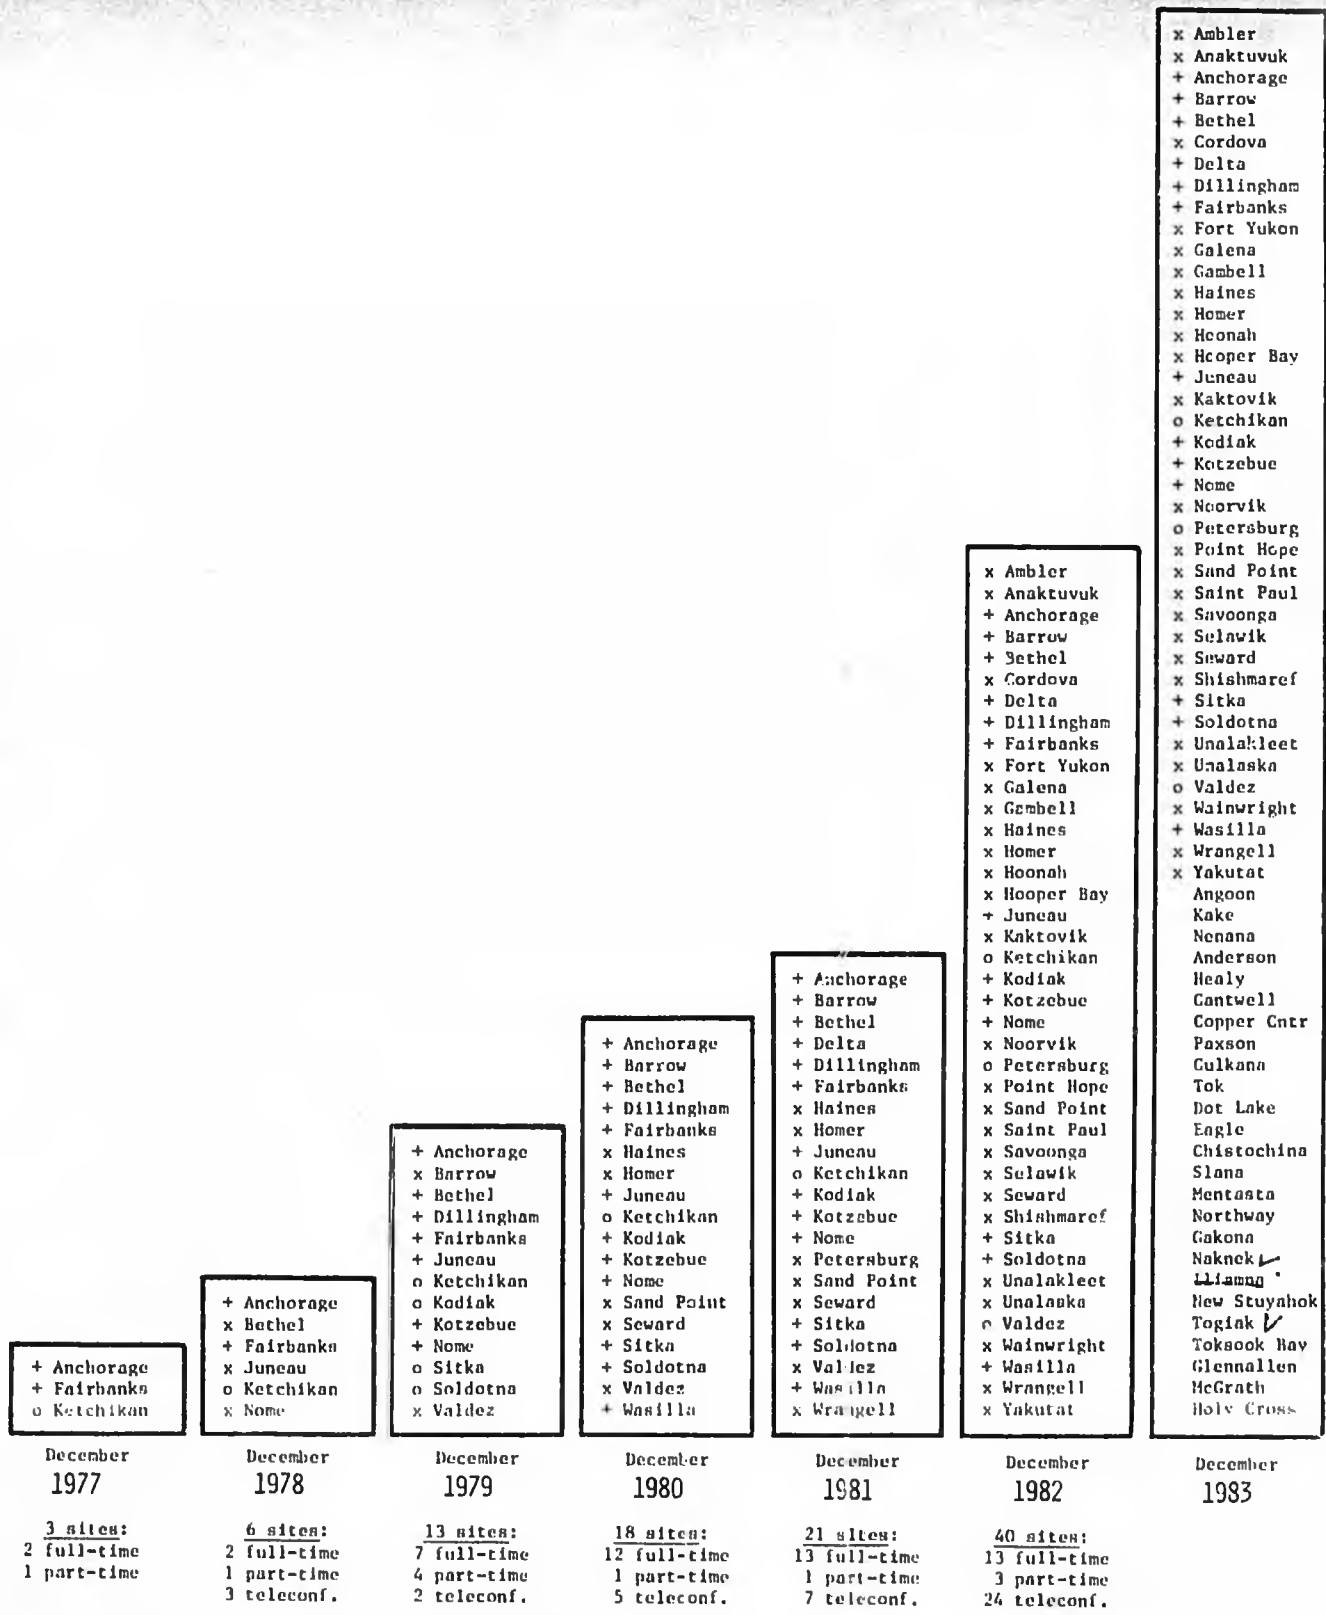 + Anchorage
+ Fairbanks
o Ketchikan
December
1977
3 sites:
2 full-time
1 part-time
+ Anchorage
x Bethel
+ Fairbanks
x Juneau
o Ketchikan
x Nome
December
1978
6 sites:
2 full-time
1 part-time
3 teleconf.
+ Anchorage
x Barrow
+ Bethel
+ Dillingham
+ Fairbanks
+ Juneau
o Ketchikan
o Kodiak
+ Kotzebue
+ Nome
o Sitka
o Soldotna
x Valdez
December
1979
13 sites:
7 full-time
4 part-time
2 teleconf.
+ Anchorage
+ Barrow
+ Bethel
+ Dillingham
+ Fairbanks
x Haines
x Homer
+ Juneau
o Ketchikan
+ Kodiak
+ Kotzebue
+ Nome
x Sand Point
x Seward
+ Sitka
+ Soldotna
x Valdez
+ Wasilla
December
1980
18 sites:
12 full-time
1 part-time
5 teleconf.
+ Anchorage
+ Barrow
+ Bethel
+ Delta
+ Dillingham
+ Fairbanks
x Haines
x Homer
+ Juneau
o Ketchikan
+ Kodiak
+ Kotzebue
+ Nome
x Petersburg
x Sand Point
x Seward
+ Sitka
+ Soldotna
x Valdez
+ Wasilla
x Wrangell
December
1981
21 sites:
13 full-time
1 part-time
7 teleconf.
x Ambler
x Anaktuvuk
+ Anchorage
+ Barrow
+ Bethel
x Cordova
+ Delta
+ Dillingham
+ Fairbanks
x Fort Yukon
x Galena
x Gambell
x Haines
x Homer
x Hoonah
x Hooper Bay
+ Juneau
x Kaktovik
o Ketchikan
+ Kodiak
+ Kotzebue
+ Nome
x Noorvik
o Petersburg
x Point Hope
x Sand Point
x Saint Paul
x Savoonga
x Selawik
x Seward
x Shishmaref
+ Sitka
+ Soldotna
x Unalakleet
x Unalaska
o Valdez
x Wainwright
+ Wasilla
x Wrangell
x Yakutat
December
1982
40 sites:
13 full-time
3 part-time
24 teleconf.
x Ambler
x Anaktuvuk
+ Anchorage
+ Barrow
+ Bethel
x Cordova
+ Delta
+ Dillingham
+ Fairbanks
x Fort Yukon
x Galena
x Gambell
x Haines
x Homer
x Hoonah
x Hooper Bay
+ Juneau
x Kaktovik
o Ketchikan
+ Kodiak
+ Kotzebue
+ Nome
x Noorvik
o Petersburg
x Point Hope
x Sand Point
x Saint Paul
x Savoonga
x Selawik
x Seward
x Shishmaref
+ Sitka
+ Soldotna
x Unalakleet
x Unalaska
o Valdez
x Wainwright
+ Wasilla
x Wrangell
x Yakutat
Angoon
Kake
Nenana
Anderson
Healy
Cantwell
Copper Cntr
Paxson
Gulkana
Tok
Dot Lake
Eagle
Chistochina
Slana
Mentasta
Northway
Gakona
Naknek ✓
Iliamna
New Stuyahok
Togiak ✓
Toksook Bay
Glennallen
McGrath
Holy Cross
December
1983